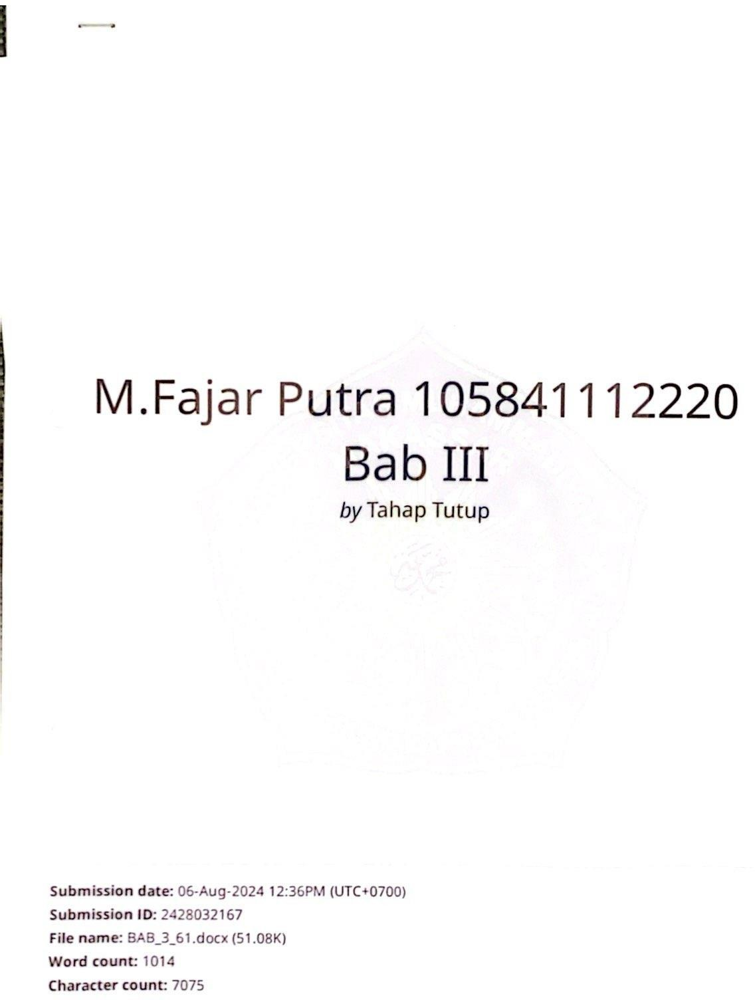 M.Fajar Putra 105841112220
Bab III
by Tahap Tutup
Submission date: 06-Aug-2024 12:36PM (UTC+0700)
Submission ID: 2428032167
File name: BAB_3_61.docx (51.08K)
Word count: 1014
Character count: 7075